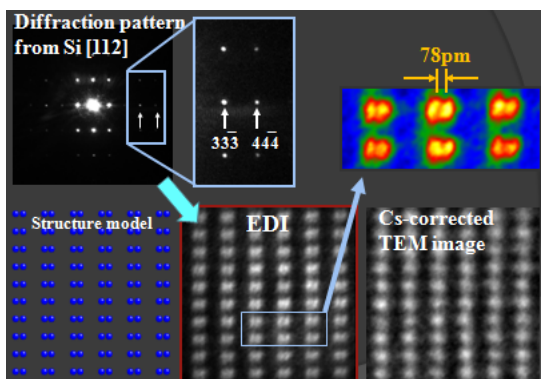 Diffraction pattern
from Si [112]
78pm
333̅
444̅
Structure model
EDI
Cs-corrected
TEM image